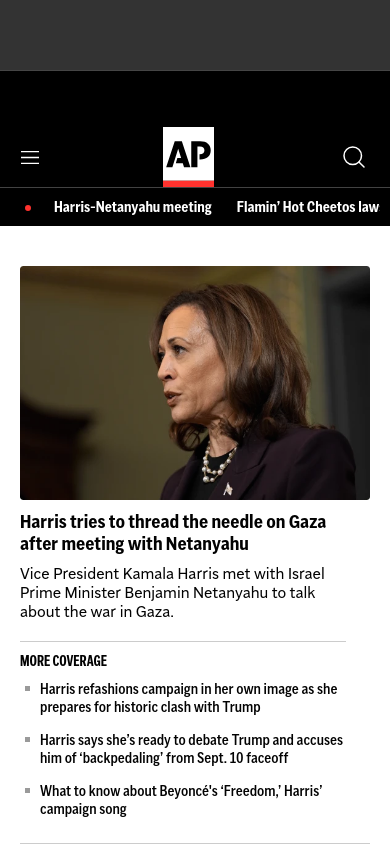 AP
Harris-Netanyahu meeting
Flamin’ Hot Cheetos law
Harris tries to thread the needle on Gaza
after meeting with Netanyahu
Vice President Kamala Harris met with Israel
Prime Minister Benjamin Netanyahu to talk
about the war in Gaza.
MORE COVERAGE
Harris refashions campaign in her own image as she
prepares for historic clash with Trump
Harris says she’s ready to debate Trump and accuses
him of ‘backpedaling’ from Sept. 10 faceoff
What to know about Beyoncé's ‘Freedom,’ Harris’
campaign song